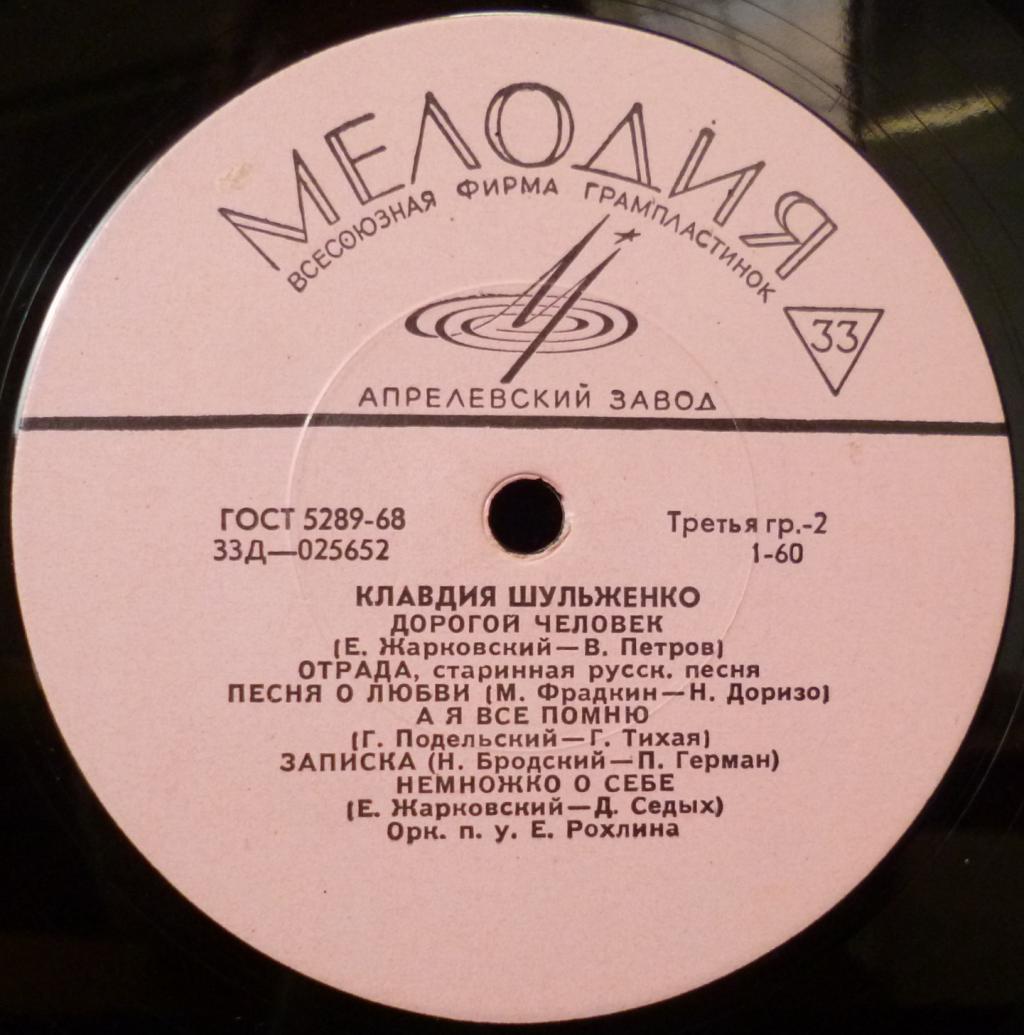 МЕЛОДИЯ
ВСЕСОЮЗНАЯ ФИРМА ГРАМПЛАСТИНОК
33
АПРЕЛЕВСКИЙ ЗАВОД
ГОСТ 5289-68
Третья гр.-2
33Д—025652
1-60
КЛАВДИЯ ШУЛЬЖЕНКО
ДОРОГОЙ ЧЕЛОВЕК
(Е. Жарковский—В. Петров)
ОТРАДА, старинная русск. песня
ПЕСНЯ О ЛЮБВИ (М. Фрадкин—Н. Доризо)
А Я ВСЕ ПОМНЮ
(Г. Подельский—Г. Тихая)
ЗАПИСКА (Н. Бродский—П. Герман)
НЕМНОЖКО О СЕБЕ
(Е. Жарковский—Д. Седых)
Орк. п. у. Е. Рохлина